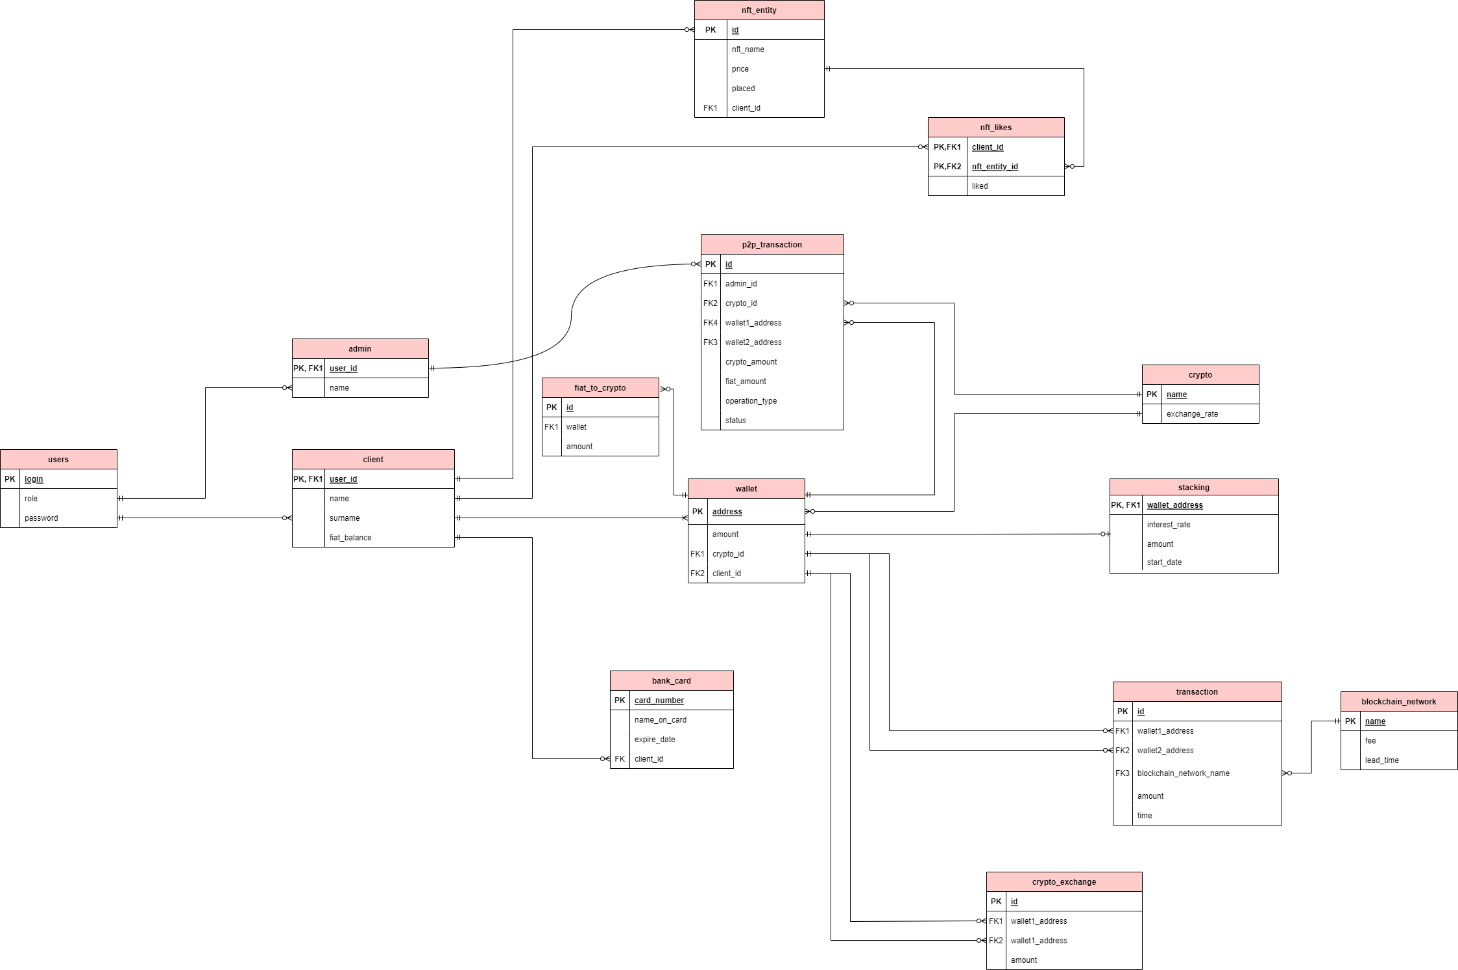 nft_entity
PK id
nft_name
price
placed
FK1 client_id
nft_likes
PK,FK1 client_id
PK,FK2 nft_entity_id
liked
p2p_transaction
PK id
FK1 admin_id
FK2 crypto_id
FK4 wallet1_address
FK3 wallet2_address
crypto_amount
fiat_amount
operation_type
status
admin
PK, FK1 user_id
name
fiat_to_crypto
PK id
FK1 wallet
amount
crypto
PK name
exchange_rate
users
PK login
role
password
client
PK, FK1 user_id
name
surname
fiat_balance
wallet
PK address
amount
FK1 crypto_id
FK2 client_id
stacking
PK, FK1 wallet_address
interest_rate
amount
start_date
bank_card
PK card_number
name_on_card
expire_date
FK client_id
transaction
PK id
FK1 wallet1_address
FK2 wallet2_address
FK3 blockchain_network_name
amount
time
blockchain_network
PK name
fee
lead_time
crypto_exchange
PK id
FK1 wallet1_address
FK2 wallet1_address
amount